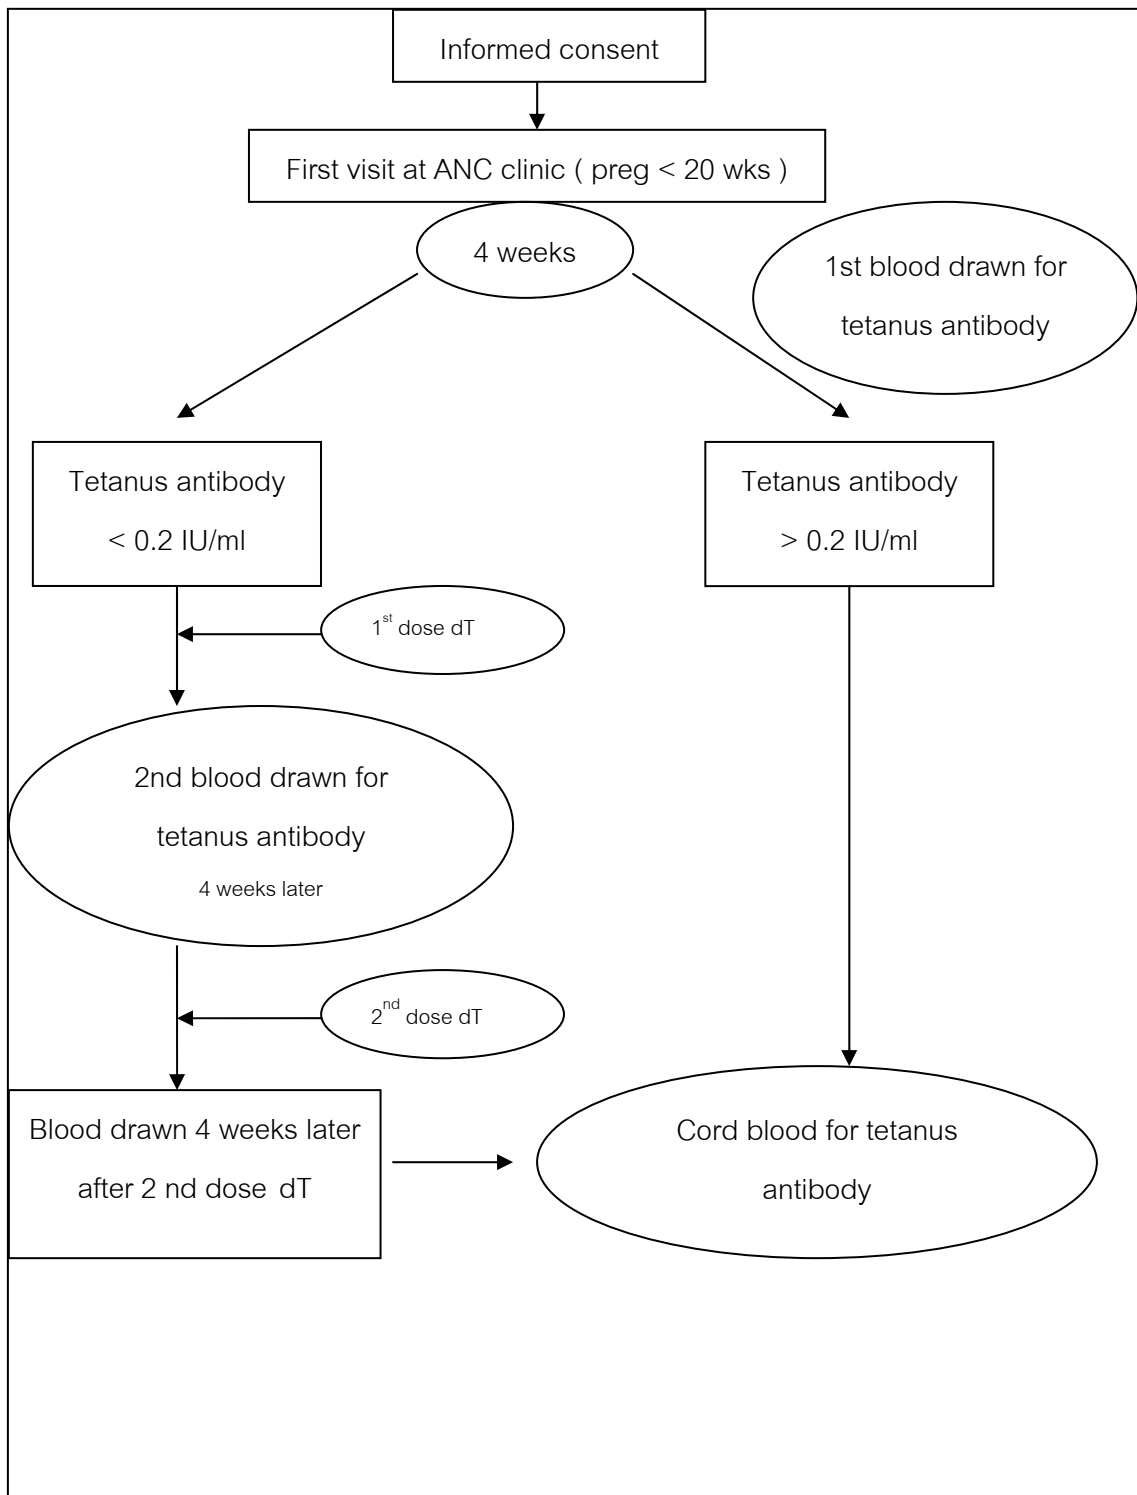 Informed consent
First visit at ANC clinic ( preg < 20 wks )
4 weeks
1st blood drawn for
tetanus antibody
Tetanus antibody
< 0.2 IU/ml
Tetanus antibody
> 0.2 IU/ml
1st dose dT
2nd blood drawn for
tetanus antibody
4 weeks later
2nd dose dT
Blood drawn 4 weeks later
after 2 nd dose dT
Cord blood for tetanus
antibody